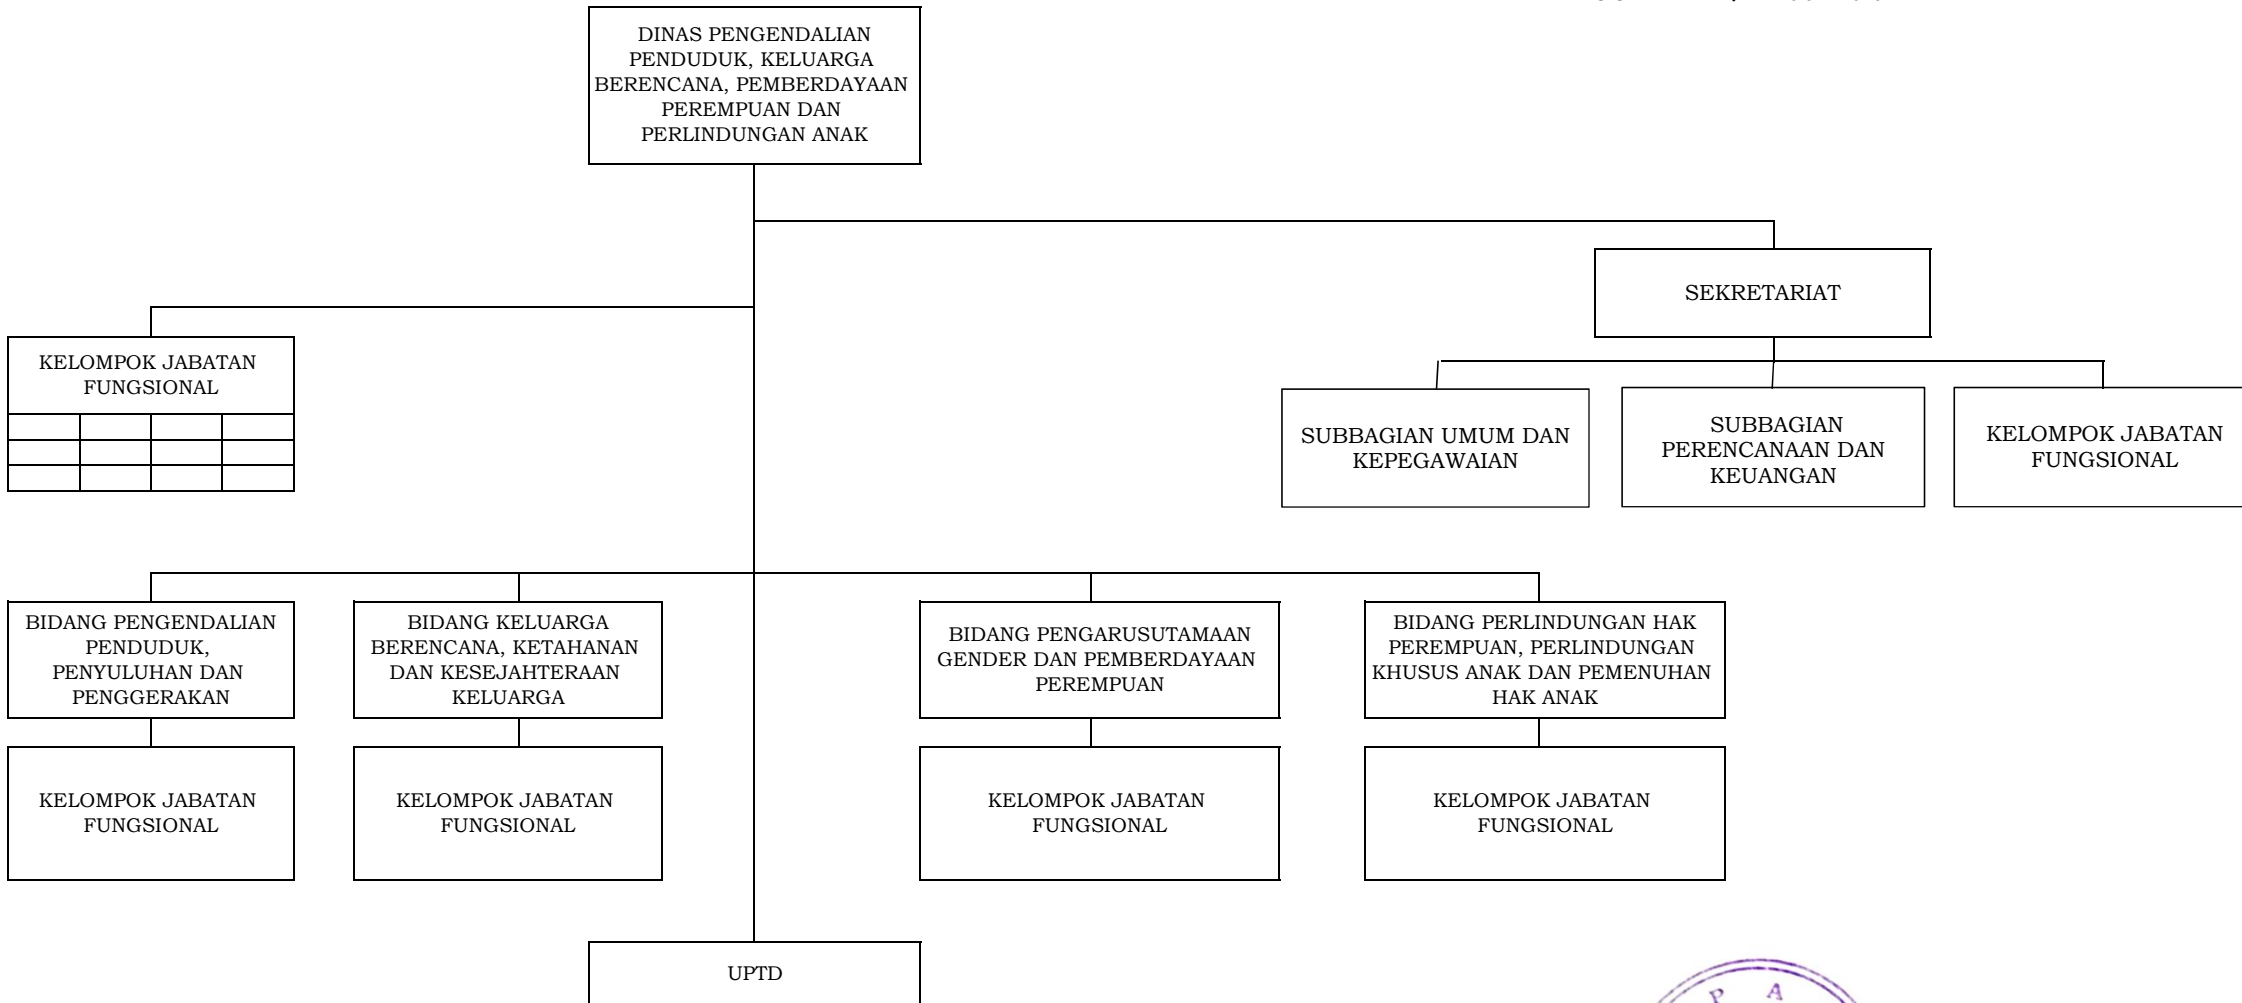 DINAS PENGENDALIAN
PENDUDUK, KELUARGA
BERENCANA, PEMBERDAYAAN
PEREMPUAN DAN
PERLINDUNGAN ANAK
SEKRETARIAT
KELOMPOK JABATAN
FUNGSIONAL
SUBBAGIAN UMUM DAN
KEPEGAWAIAN
SUBBAGIAN
PERENCANAAN DAN
KEUANGAN
KELOMPOK JABATAN
FUNGSIONAL
BIDANG PENGENDALIAN
PENDUDUK,
PENYULUHAN DAN
PENGGERAKAN
BIDANG KELUARGA
BERENCANA, KETAHANAN
DAN KESEJAHTERAAN
KELUARGA
BIDANG PENGARUSUTAMAAN
GENDER DAN PEMBERDAYAAN
PEREMPUAN
BIDANG PERLINDUNGAN HAK
PEREMPUAN, PERLINDUNGAN
KHUSUS ANAK DAN PEMENUHAN
HAK ANAK
KELOMPOK JABATAN
FUNGSIONAL
KELOMPOK JABATAN
FUNGSIONAL
KELOMPOK JABATAN
FUNGSIONAL
KELOMPOK JABATAN
FUNGSIONAL
UPTD
P A